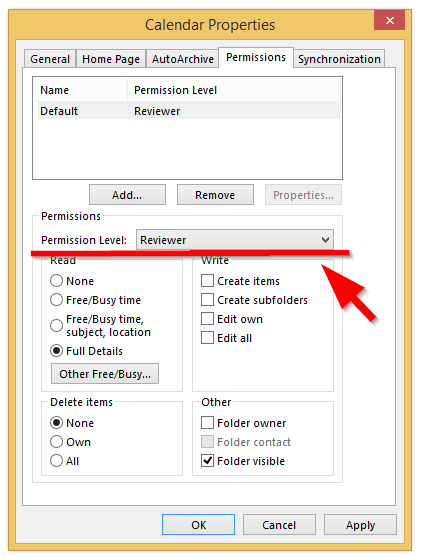 Calendar Properties
General Home Page AutoArchive Permissions Synchronization
Name Permission Level
Default Reviewer
Add... Remove Properties...
Permissions
Permission Level: Reviewer
Read Write
None
Free/Busy time
Free/Busy time,
subject, location
Full Details
Other Free/Busy...
Create items
Create subfolders
Edit own
Edit all
Delete items
None
Own
All
Other
Folder owner
Folder contact
Folder visible
OK Cancel Apply